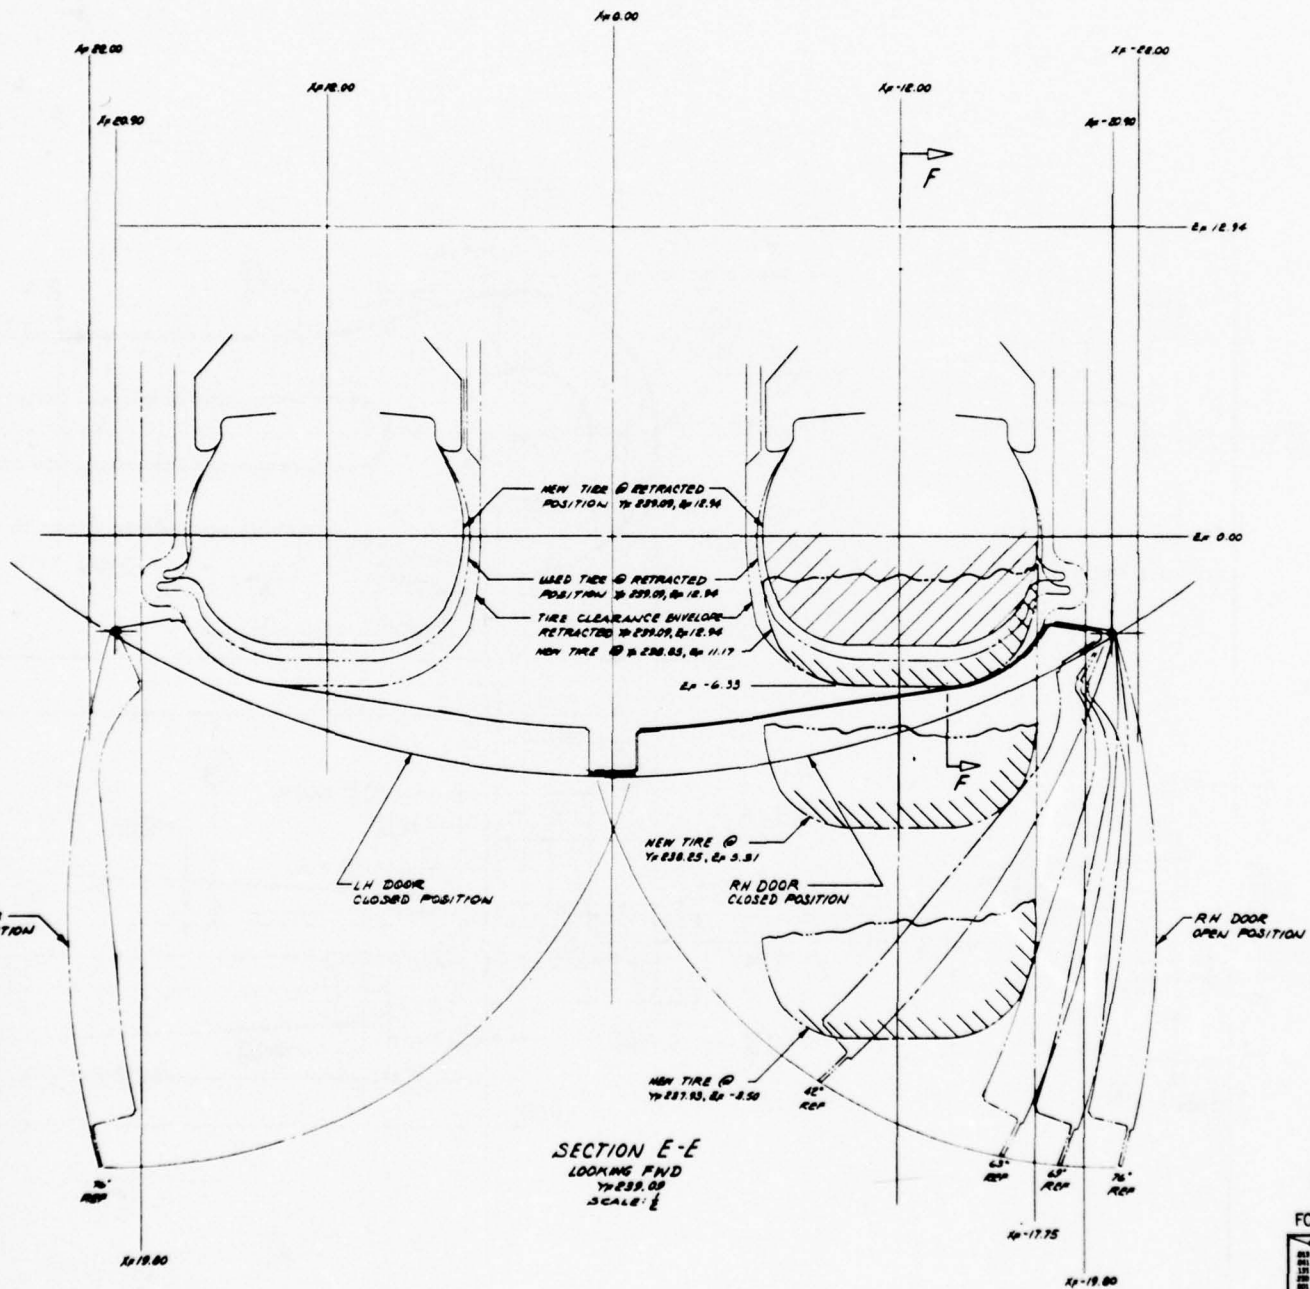 Xp 0.00
Xp 22.00
Xp -22.00
Xp 12.00
Xp -12.00
Xp 20.90
Xp -20.90
F
Zp 12.94
NEW TIRE @ RETRACTED
POSITION Yp 239.09, Zp 12.94
Zp 0.00
USED TIRE @ RETRACTED
POSITION Yp 239.09, Zp 12.94
TIRE CLEARANCE ENVELOPE
RETRACTED Yp 239.09, Zp 12.94
NEW TIRE @ Yp 238.85, Zp 11.17
Zp -6.33
F
NEW TIRE @
Yp 238.25, Zp 5.31
LH DOOR
CLOSED POSITION
RH DOOR
CLOSED POSITION
TION
RH DOOR
OPEN POSITION
NEW TIRE @
Yp 237.93, Zp -3.50
42°
REF
SECTION E-E
LOOKING FWD
Yp 239.09
SCALE: ½
76°
REF
63°
REF
69°
REF
76°
REF
Xp -17.75
Xp 19.80
Xp -19.80
FO